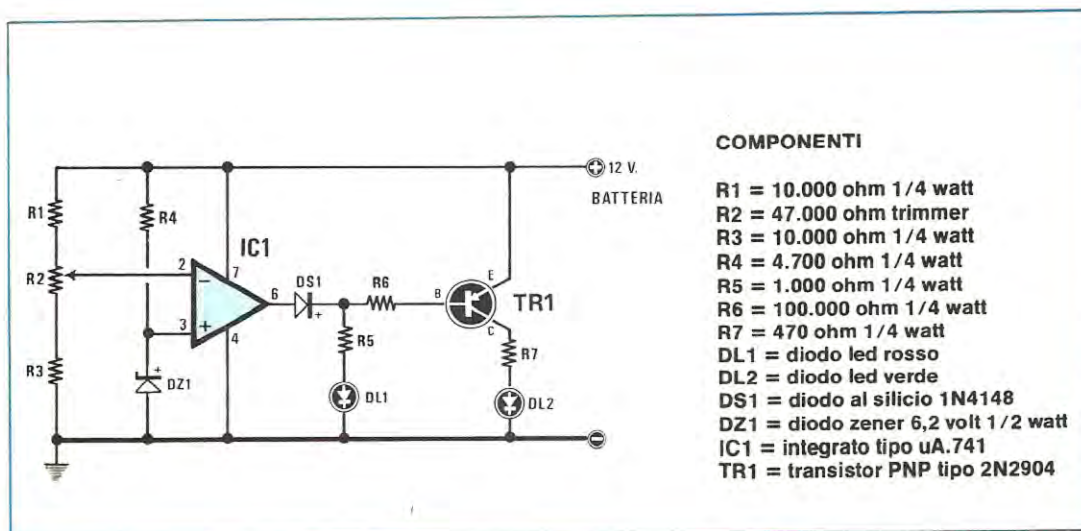 12 V.
BATTERIA
R1
R4
IC1
R2
2
7
DS1
R6
B
E
TR1
6
+
C
3
4
R5
R7
R3
+
DZ1
DL1
DL2
COMPONENTI
R1 = 10.000 ohm 1/4 watt
R2 = 47.000 ohm trimmer
R3 = 10.000 ohm 1/4 watt
R4 = 4.700 ohm 1/4 watt
R5 = 1.000 ohm 1/4 watt
R6 = 100.000 ohm 1/4 watt
R7 = 470 ohm 1/4 watt
DL1 = diodo led rosso
DL2 = diodo led verde
DS1 = diodo al silicio 1N4148
DZ1 = diodo zener 6,2 volt 1/2 watt
IC1 = integrato tipo uA.741
TR1 = transistor PNP tipo 2N2904